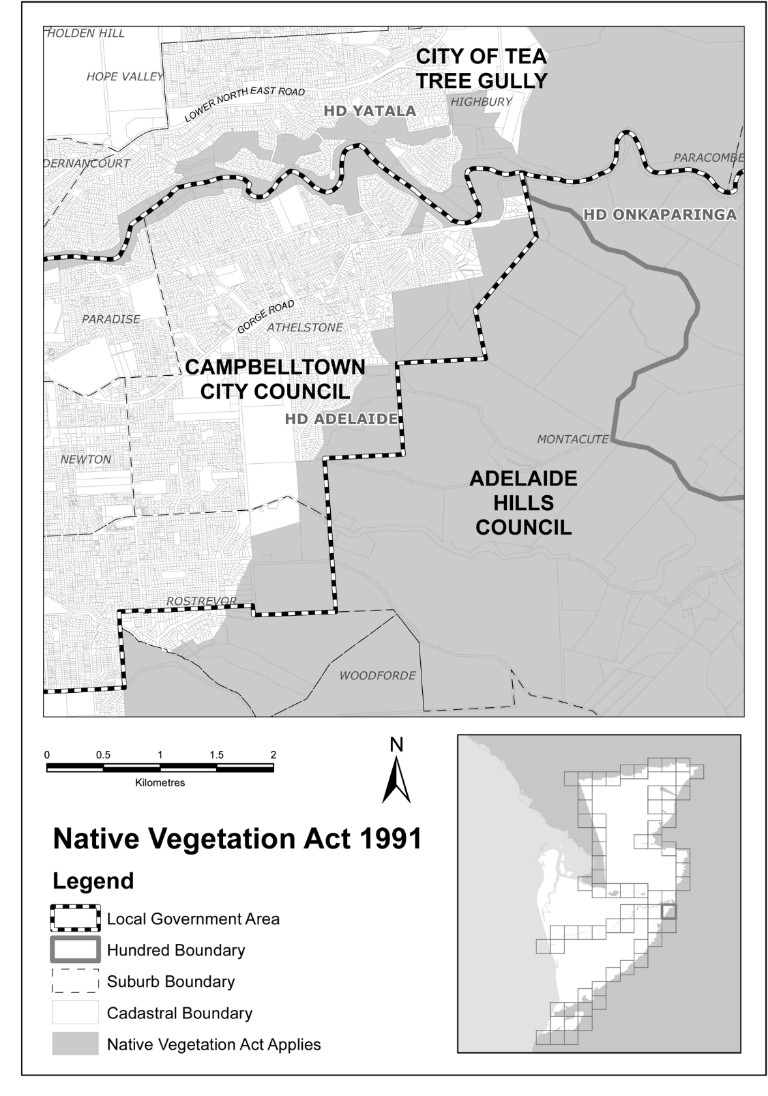 HOLDEN HILL
CITY OF TEA
TREE GULLY
HOPE VALLEY
LOWER NORTH EAST ROAD
HIGHBURY
HD YATALA
DERNANCOURT
PARACOMBE
HD ONKAPARINGA
PARADISE
GORGE ROAD
ATHELSTONE
CAMPBELLTOWN
CITY COUNCIL
HD ADELAIDE
MONTACUTE
NEWTON
ADELAIDE
HILLS
COUNCIL
ROSTREVOR
WOODFORDE
0 0.5 1 1.5 2
Kilometres
N
Native Vegetation Act 1991
Legend
Local Government Area
Hundred Boundary
Suburb Boundary
Cadastral Boundary
Native Vegetation Act Applies